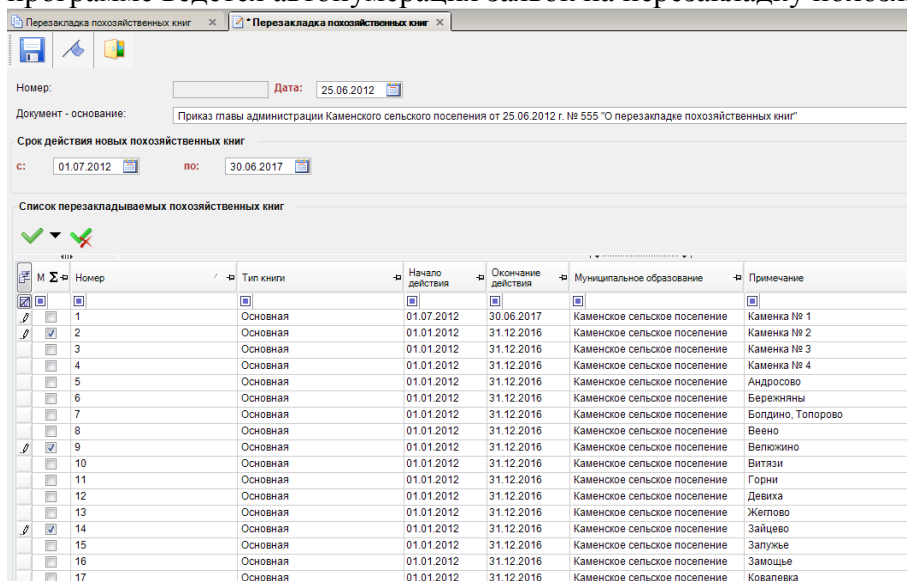 программе ведется автонумерация заявок на перезакладку похозя
Перезакладка похозяйственных книг × * Перезакладка похозяйственных книг ×
Номер: Дата: 25.06.2012
Документ - основание: Приказ главы администрации Каменского сельского поселения от 25.06.2012 г. № 555 "О перезакладке похозяйственных книг"
Срок действия новых похозяйственных книг
с: 01.07.2012 по: 30.06.2017
Список перезакладываемых похозяйственных книг
М Σ Номер Тип книги Начало действия Окончание действия Муниципальное образование Примечание
1 Основная 01.07.2012 30.06.2017 Каменское сельское поселение Каменка № 1
2 Основная 01.01.2012 31.12.2016 Каменское сельское поселение Каменка № 2
3 Основная 01.01.2012 31.12.2016 Каменское сельское поселение Каменка № 3
4 Основная 01.01.2012 31.12.2016 Каменское сельское поселение Каменка № 4
5 Основная 01.01.2012 31.12.2016 Каменское сельское поселение Андросово
6 Основная 01.01.2012 31.12.2016 Каменское сельское поселение Бережняны
7 Основная 01.01.2012 31.12.2016 Каменское сельское поселение Болдино, Топорово
8 Основная 01.01.2012 31.12.2016 Каменское сельское поселение Веено
9 Основная 01.01.2012 31.12.2016 Каменское сельское поселение Велюжино
10 Основная 01.01.2012 31.12.2016 Каменское сельское поселение Витязи
11 Основная 01.01.2012 31.12.2016 Каменское сельское поселение Горни
12 Основная 01.01.2012 31.12.2016 Каменское сельское поселение Девиха
13 Основная 01.01.2012 31.12.2016 Каменское сельское поселение Жеглово
14 Основная 01.01.2012 31.12.2016 Каменское сельское поселение Зайцево
15 Основная 01.01.2012 31.12.2016 Каменское сельское поселение Залужье
16 Основная 01.01.2012 31.12.2016 Каменское сельское поселение Замощье
17 Основная 01.01.2012 31.12.2016 Каменское сельское поселение Ковалевка